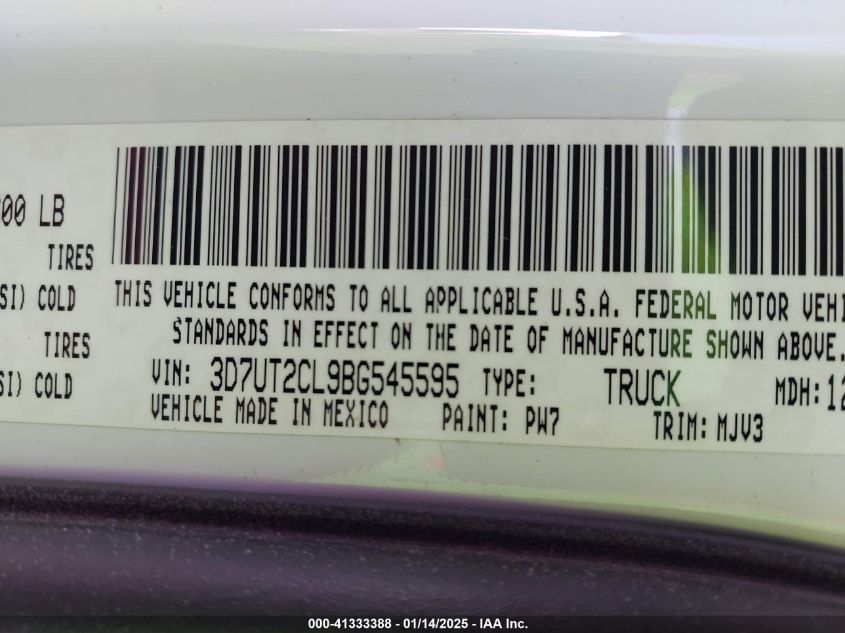 00 LB
TIRES
SI) COLD
THIS VEHICLE CONFORMS TO ALL APPLICABLE U.S.A. FEDERAL MOTOR VEHI
STANDARDS IN EFFECT ON THE DATE OF MANUFACTURE SHOWN ABOVE.
TIRES
SI) COLD
VIN: 3D7UT2CL9BG545595 TYPE: TRUCK MDH: 12
VEHICLE MADE IN MEXICO PAINT: PW7 TRIM: MJV3
000-41333388 - 01/14/2025 - IAA Inc.